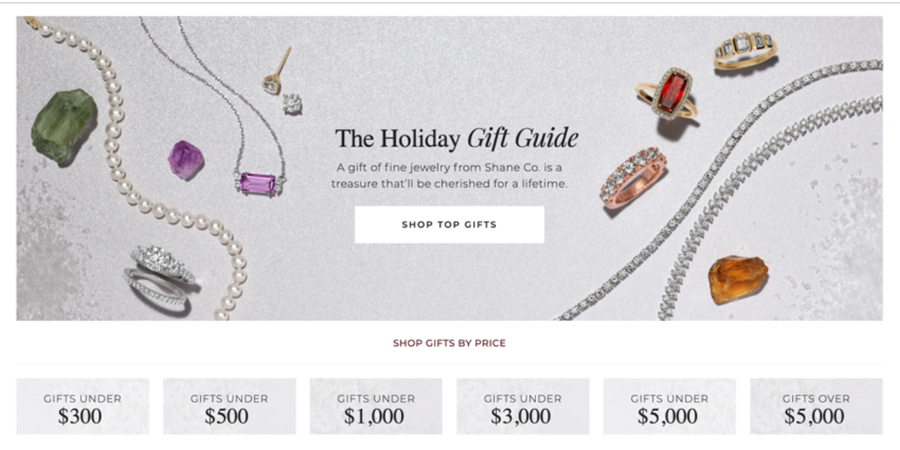 The Holiday Gift Guide
A gift of fine jewelry from Shane Co. is a
treasure that'll be cherished for a lifetime.
SHOP TOP GIFTS
SHOP GIFTS BY PRICE
GIFTS UNDER
$300
GIFTS UNDER
$500
GIFTS UNDER
$1,000
GIFTS UNDER
$3,000
GIFTS UNDER
$5,000
GIFTS OVER
$5,000